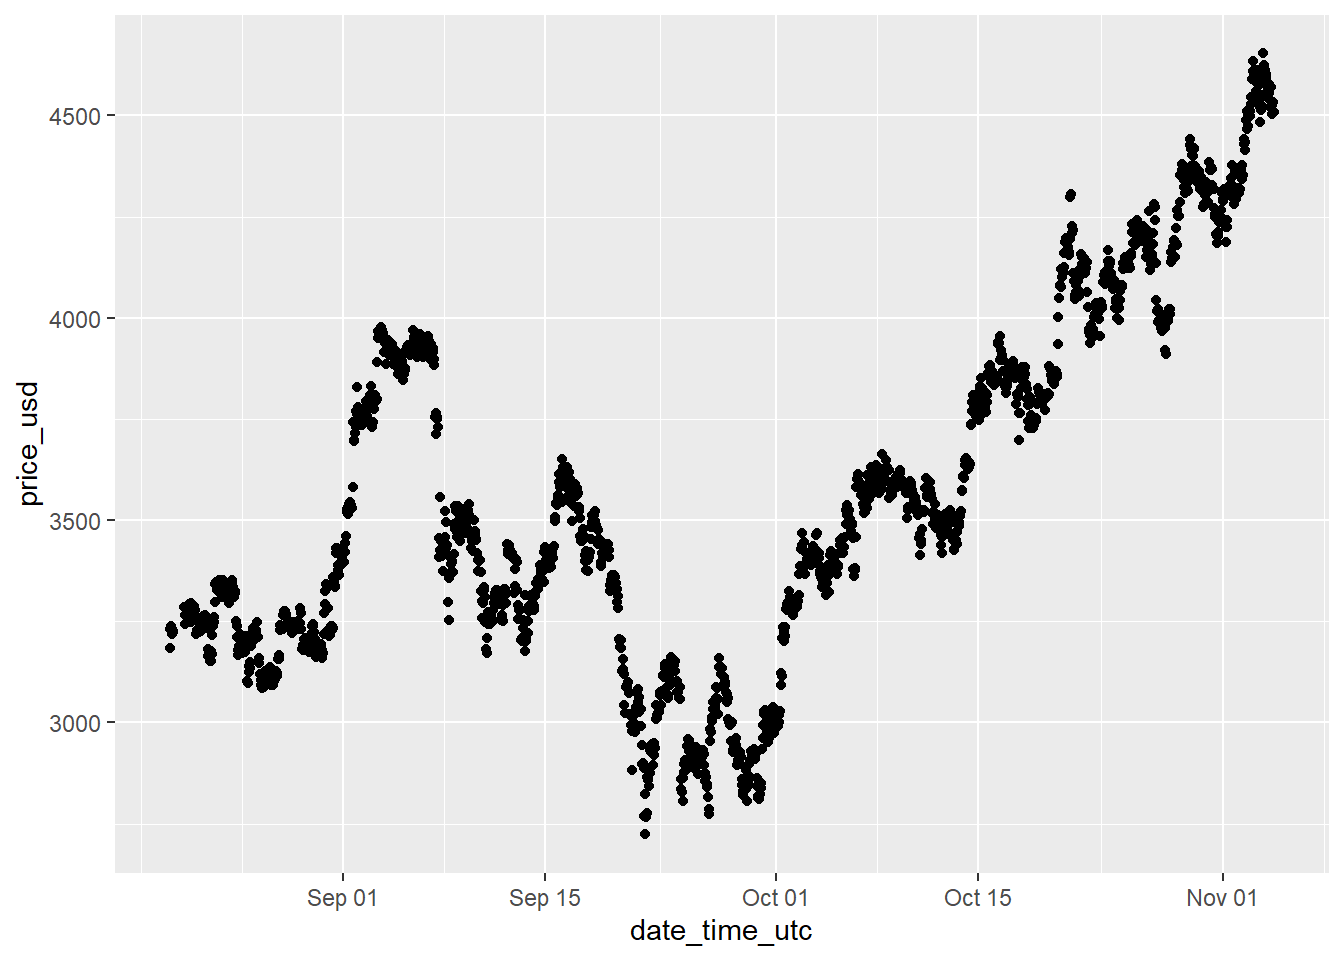 4500
4000
3500
3000
price_usd
Sep 01
Sep 15
Oct 01
Oct 15
Nov 01
date_time_utc